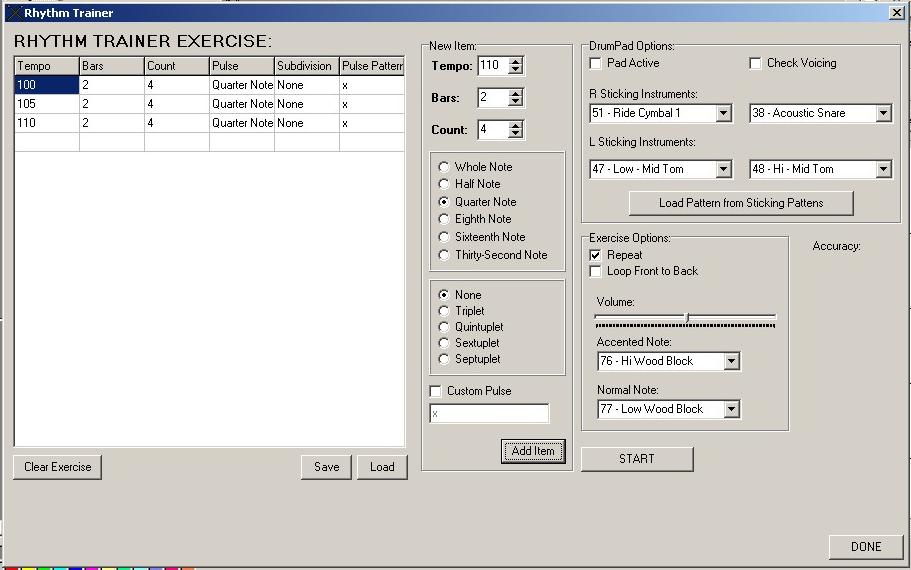 Rhythm Trainer
RHYTHM TRAINER EXERCISE:
Tempo Bars Count Pulse Subdivision Pulse Pattern
100 2 4 Quarter Note None x
105 2 4 Quarter Note None x
110 2 4 Quarter Note None x
Clear Exercise Save Load
New Item:
Tempo: 110
Bars: 2
Count: 4
Whole Note
Half Note
Quarter Note
Eighth Note
Sixteenth Note
Thirty-Second Note
None
Triplet
Quintuplet
Sextuplet
Septuplet
Custom Pulse
x
Add Item
DrumPad Options:
Pad Active Check Voicing
R Sticking Instruments:
51 - Ride Cymbal 1 38 - Acoustic Snare
L Sticking Instruments:
47 - Low - Mid Tom 48 - Hi - Mid Tom
Load Pattern from Sticking Pattens
Exercise Options:
Repeat
Loop Front to Back
Volume:
Accented Note:
76 - Hi Wood Block
Normal Note:
77 - Low Wood Block
Accuracy:
START
DONE